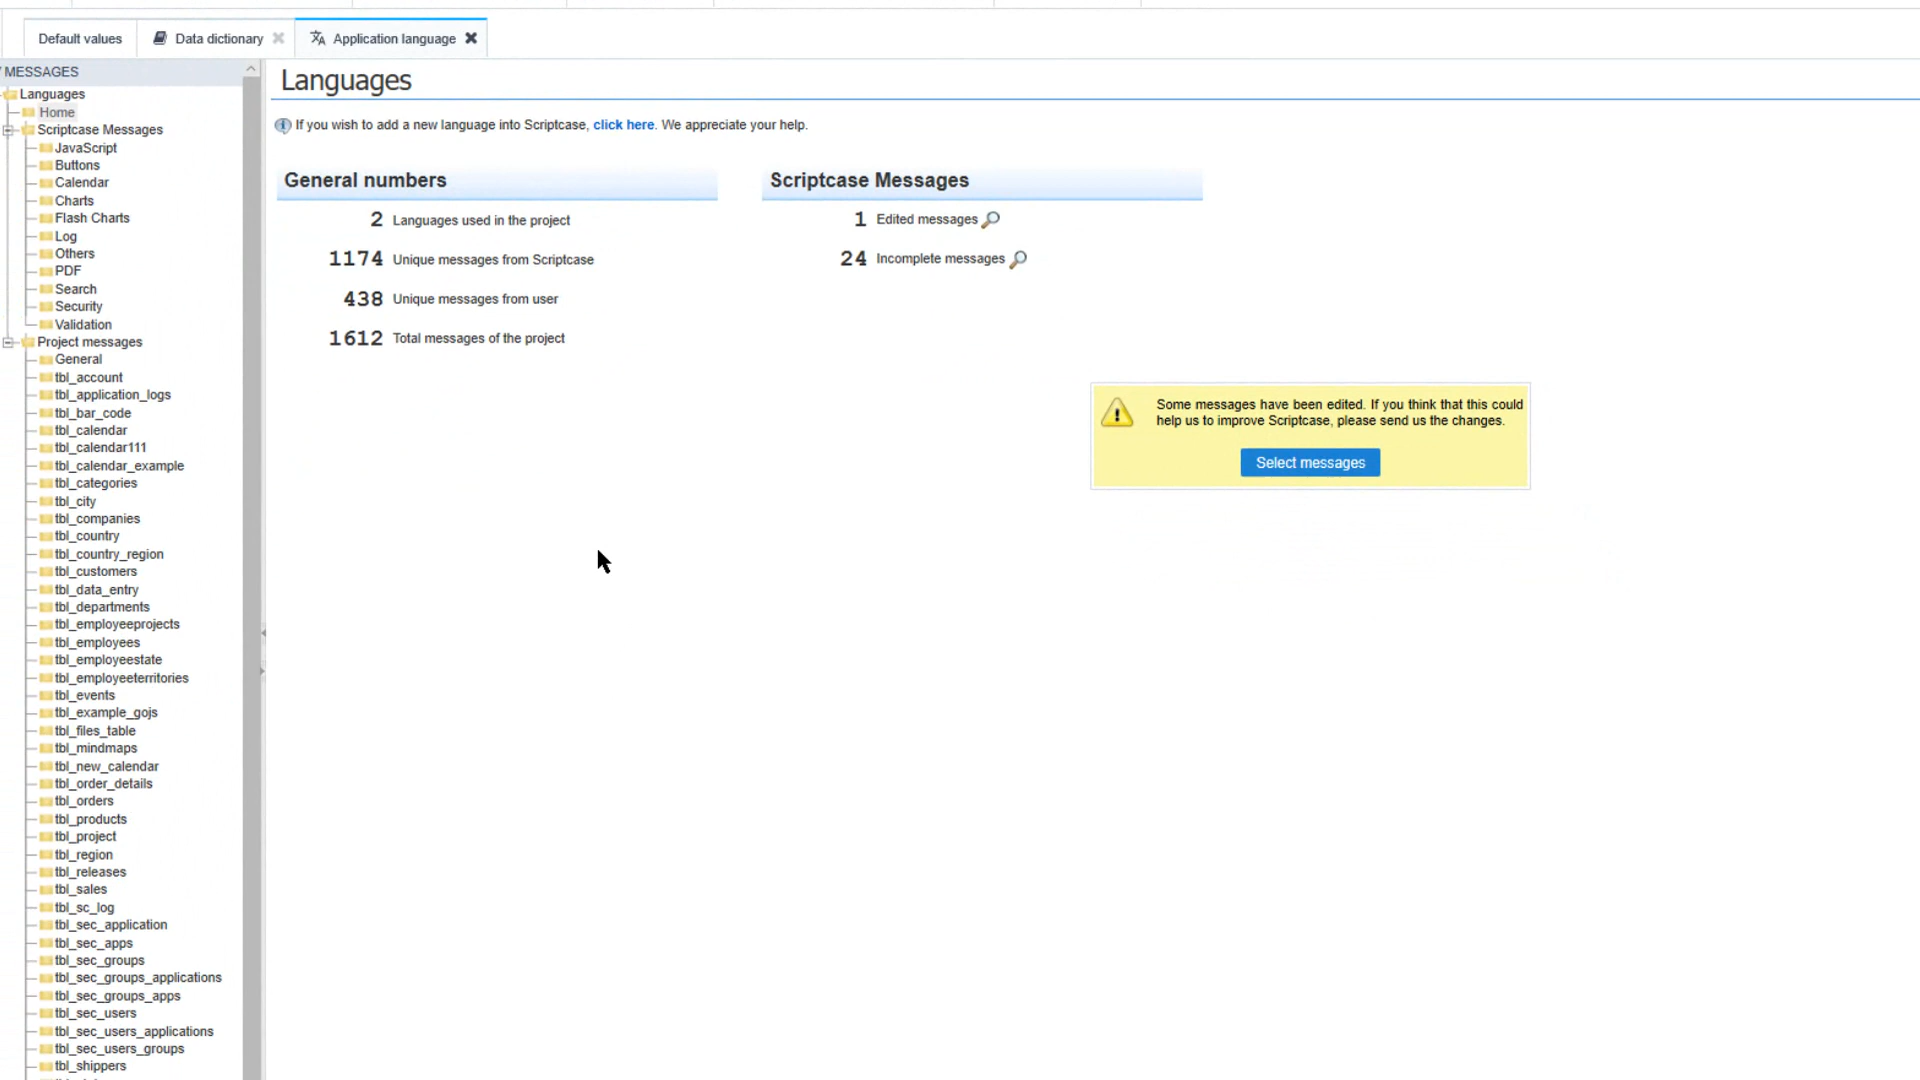 Default values
Data dictionary
Application language
MESSAGES
Languages
Home
Scriptcase Messages
JavaScript
Buttons
Calendar
Charts
Flash Charts
Log
Others
PDF
Search
Security
Validation
Project messages
General
tbl_account
tbl_application_logs
tbl_bar_code
tbl_calendar
tbl_calendar111
tbl_calendar_example
tbl_categories
tbl_city
tbl_companies
tbl_country
tbl_country_region
tbl_customers
tbl_data_entry
tbl_departments
tbl_employeeprojects
tbl_employees
tbl_employeestate
tbl_employeeterritories
tbl_events
tbl_example_gojs
tbl_files_table
tbl_mindmaps
tbl_new_calendar
tbl_order_details
tbl_orders
tbl_products
tbl_project
tbl_region
tbl_releases
tbl_sales
tbl_sc_log
tbl_sec_application
tbl_sec_apps
tbl_sec_groups
tbl_sec_groups_applications
tbl_sec_groups_apps
tbl_sec_users
tbl_sec_users_applications
tbl_sec_users_groups
tbl_shippers
Languages
If you wish to add a new language into Scriptcase, click here. We appreciate your help.
General numbers
2 Languages used in the project
1174 Unique messages from Scriptcase
438 Unique messages from user
1612 Total messages of the project
Scriptcase Messages
1 Edited messages
24 Incomplete messages
Some messages have been edited. If you think that this could
help us to improve Scriptcase, please send us the changes.
Select messages